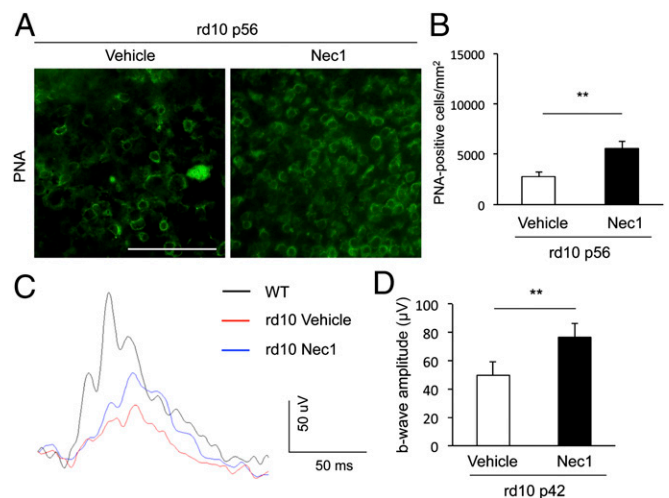 A
rd10 p56
Vehicle
Nec1
PNA
B
PNA-positive cells/mm²
15000
10000
5000
0
**
Vehicle
Nec1
rd10 p56
C
WT
rd10 Vehicle
rd10 Nec1
50 uV
50 ms
D
b-wave amplitude (µV)
100
80
60
40
20
0
**
Vehicle
Nec1
rd10 p42